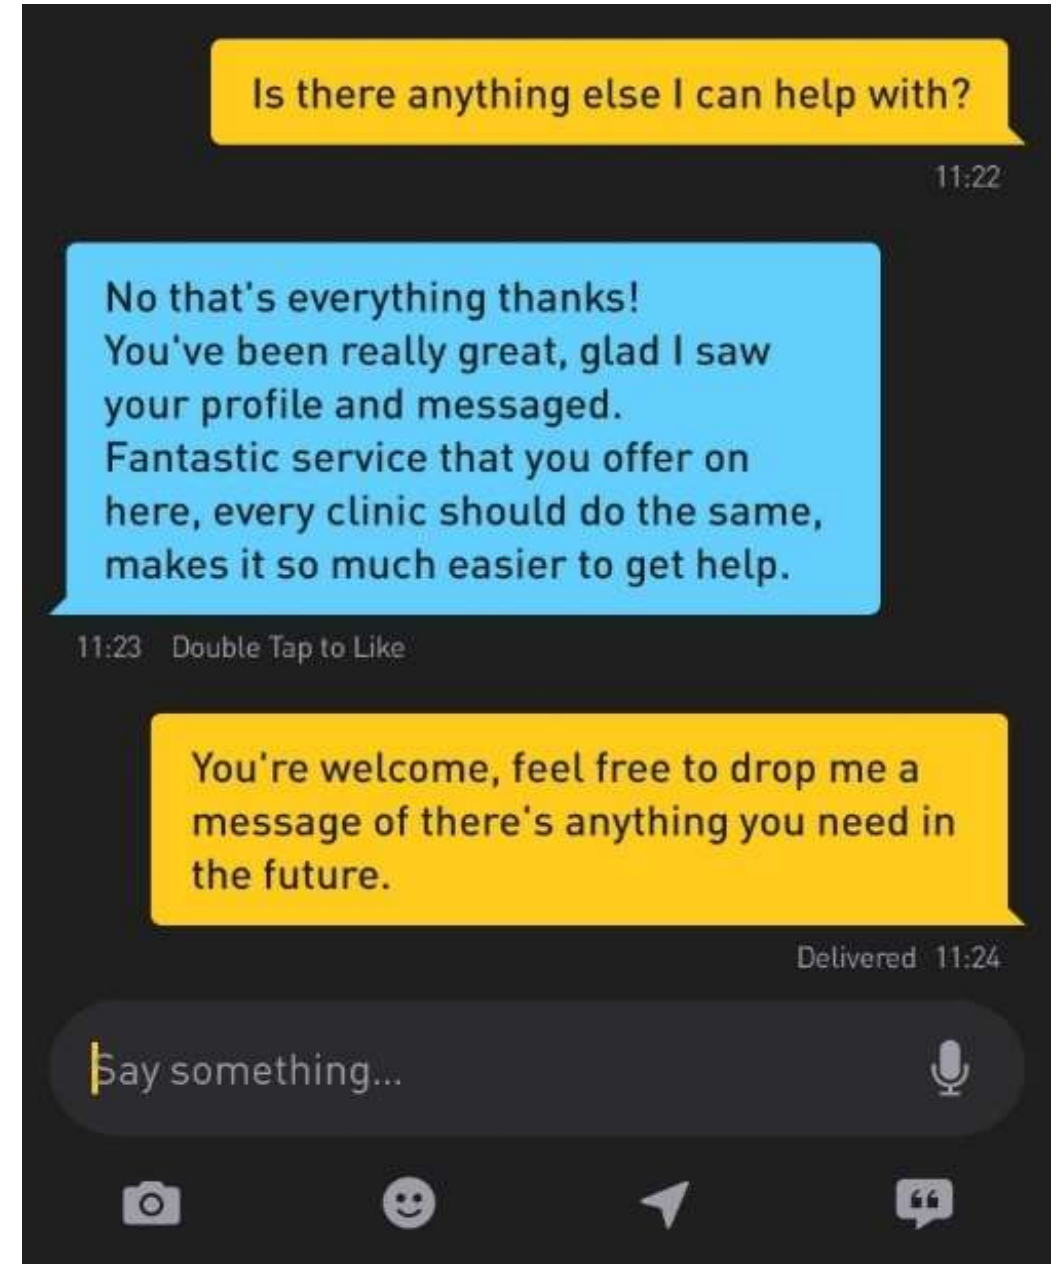 Is there anything else I can help with?
11:22
No that's everything thanks!
You've been really great, glad I saw
your profile and messaged.
Fantastic service that you offer on
here, every clinic should do the same,
makes it so much easier to get help.
11:23 Double Tap to Like
You're welcome, feel free to drop me a
message of there's anything you need in
the future.
Delivered 11:24
Say something...